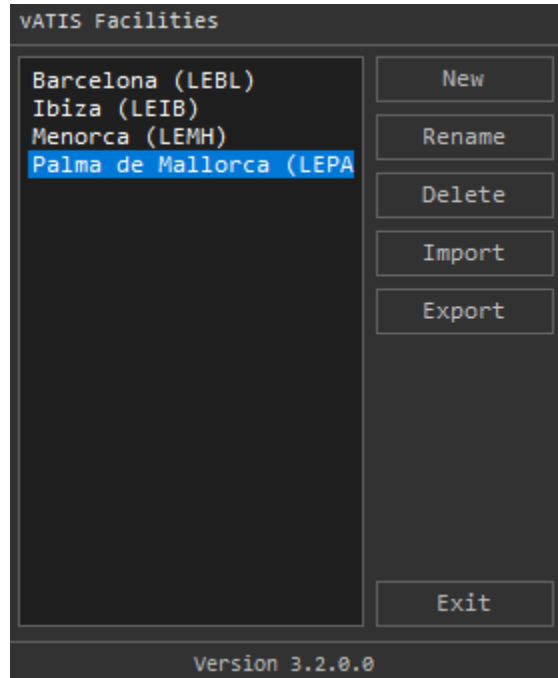 vATIS Facilities
Barcelona (LEBL)
Ibiza (LEIB)
Menorca (LEMH)
Palma de Mallorca (LEPA
New
Rename
Delete
Import
Export
Exit
Version 3.2.0.0